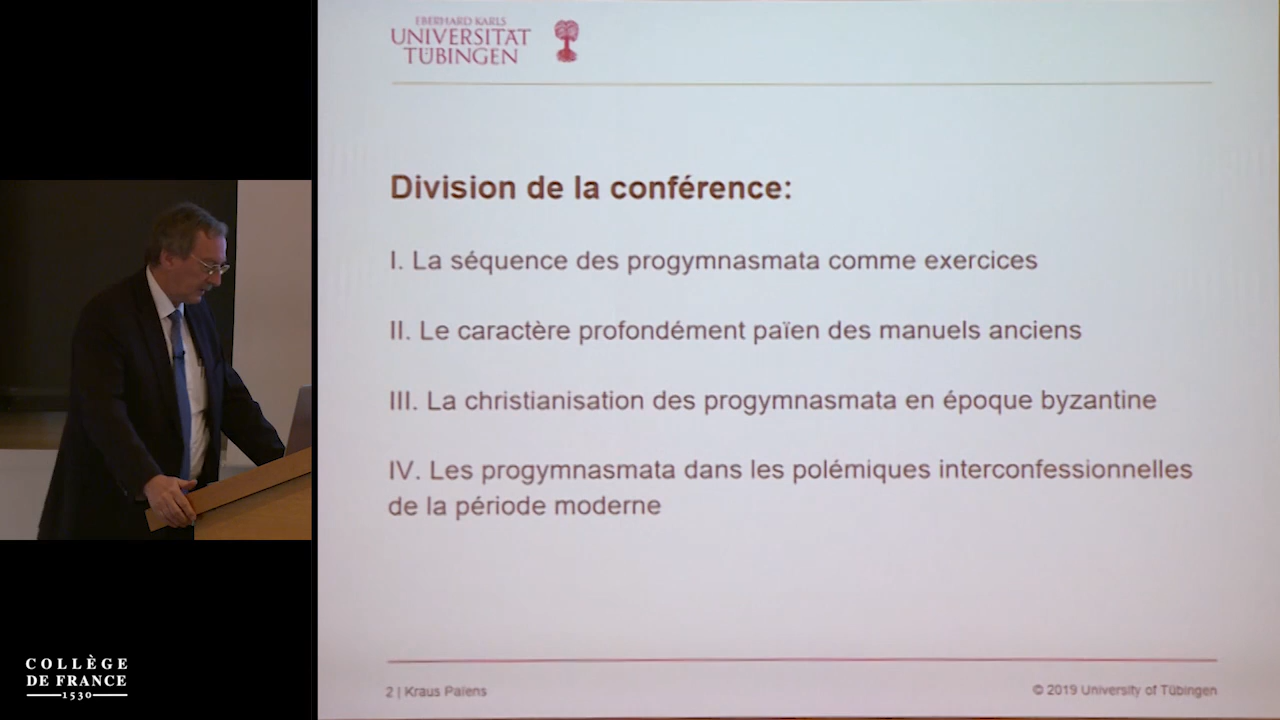 EBERHARD KARLS
UNIVERSITÄT
TÜBINGEN
Division de la conférence:
I. La séquence des progymnasmata comme exercices
II. Le caractère profondément païen des manuels anciens
III. La christianisation des progymnasmata en époque byzantine
IV. Les progymnasmata dans les polémiques interconfessionnelles
de la période moderne
2 | Kraus Païens
© 2019 University of Tübingen
COLLÈGE
DE FRANCE
1530